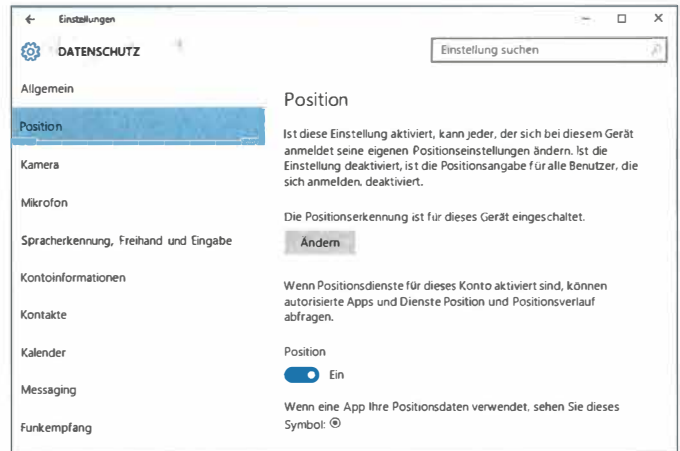 Einstellungen
DATENSCHUTZ
Einstellung suchen
Allgemein
Position
Kamera
Mikrofon
Spracherkennung, Freihand und Eingabe
Kontoinformationen
Kontakte
Kalender
Messaging
Funkempfang
Position
Ist diese Einstellung aktiviert, kann jeder, der sich bei diesem Gerät
anmeldet seine eigenen Positionseinstellungen ändern. Ist die
Einstellung deaktiviert, ist die Positionsangabe für alle Benutzer, die
sich anmelden, deaktiviert.
Die Positionserkennung ist für dieses Gerät eingeschaltet.
Ändern
Wenn Positionsdienste für dieses Konto aktiviert sind, können
autorisierte Apps und Dienste Position und Positionsverlauf
abfragen.
Position
Ein
Wenn eine App Ihre Positionsdaten verwendet, sehen Sie dieses
Symbol: